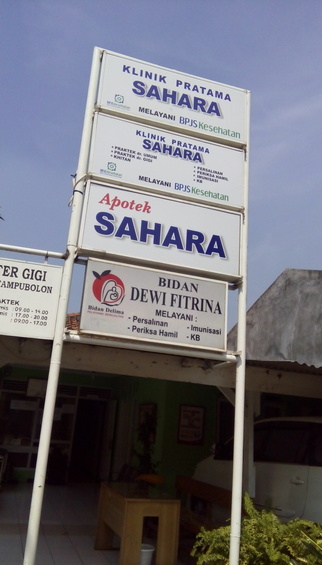 KLINIK PRATAMA
SAHARA
MELAYANI BPJS Kesehatan
KLINIK PRATAMA
SAHARA
- PRAKTEK dr. UMUM
- PRAKTEK dr. GIGI
- KHITAN
- PERSALINAN
- PERIKSA HAMIL
- IMUNISASI
- KB
MELAYANI BPJS Kesehatan
Apotek
SAHARA
BIDAN
DEWI FITRINA
MELAYANI :
- Persalinan
- Periksa Hamil
- Imunisasi
- KB
Bidan Delima
TER GIGI
AMPUBOLON
AKTEK
: 09.00 - 14.00
: 17.00 - 20.00
: 09.00 - 17.00